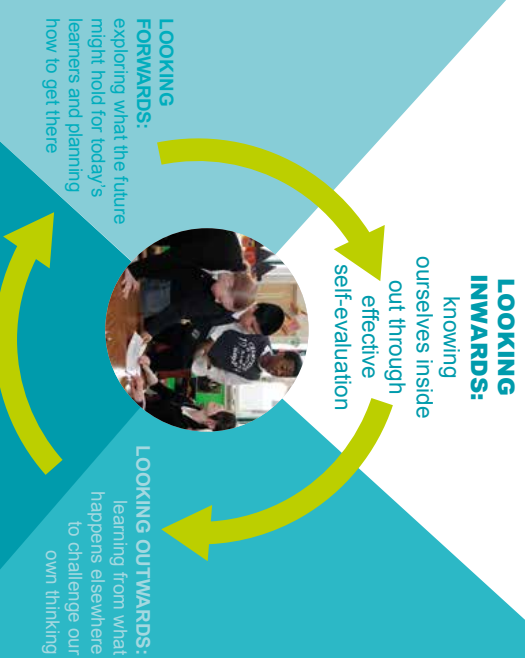 LOOKING
INWARDS:
knowing
ourselves inside
out through
effective
self-evaluation
LOOKING OUTWARDS:
learning from what
happens elsewhere
to challenge our
own thinking
LOOKING
FORWARDS:
exploring what the future
might hold for today's
learners and planning
how to get there